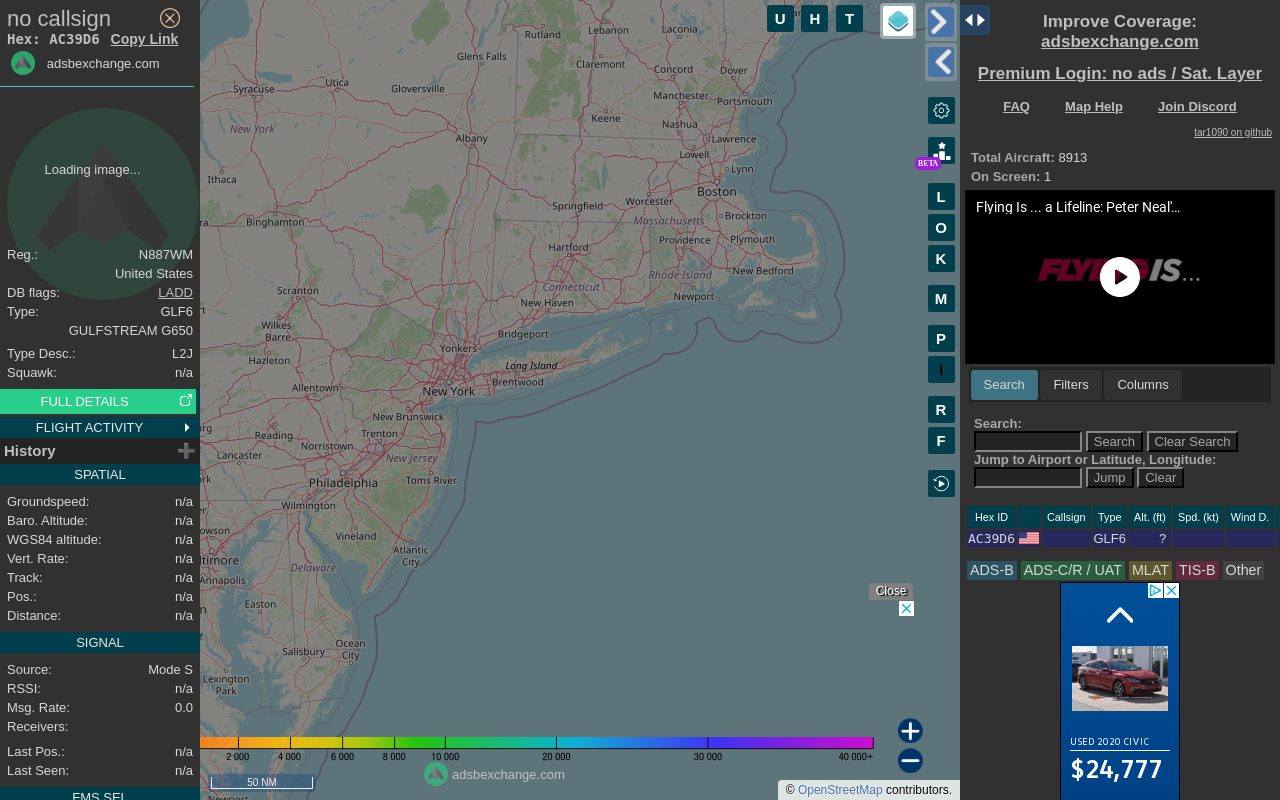 no callsign
Hex: AC39D6 Copy Link
adsbexchange.com
Loading image...
Reg.: N887WM
United States
DB flags: LADD
Type: GLF6
GULFSTREAM G650
Type Desc.: L2J
Squawk: n/a
FULL DETAILS
FLIGHT ACTIVITY
History
SPATIAL
Groundspeed: n/a
Baro. Altitude: n/a
WGS84 altitude: n/a
Vert. Rate: n/a
Track: n/a
Pos.: n/a
Distance: n/a
SIGNAL
Source: Mode S
RSSI: n/a
Msg. Rate: 0.0
Receivers:
Last Pos.: n/a
Last Seen: n/a
FMS SEL
U H T
Rutland
Lebanon
Laconia
Glens Falls
Claremont
Utica
Gloversville
Syracuse
Concord
Dover
Manchester
Portsmouth
Keene
Nashua
New York
Albany
Lawrence
Lowell
Lynn
Ithaca
Boston
Worcester
Springfield
Binghamton
Massachusetts
Brockton
Hartford
Providence
Plymouth
Rhode Island
New Bedford
Connecticut
Scranton
New Haven
Newport
Wilkes-
Barre
Bridgeport
Yonkers
Hazleton
Long Island
Brentwood
Allentown
New York
New Brunswick
Reading
Trenton
Norristown
Lancaster
New Jersey
Philadelphia
Toms River
Wilmington
Vineland
Atlantic
City
Delaware
Annapolis
Easton
Ocean
City
Salisbury
Lexington
Park
BETA
L
O
K
M
P
I
R
F
Close
2 000 4 000 6 000 8 000 10 000 20 000 30 000 40 000+
adsbexchange.com
50 NM
© OpenStreetMap contributors.
Improve Coverage:
adsbexchange.com
Premium Login: no ads / Sat. Layer
FAQ Map Help Join Discord
tar1090 on github
Total Aircraft: 8913
On Screen: 1
Flying Is ... a Lifeline: Peter Neal'...
FLYING IS...
Search Filters Columns
Search:
Search Clear Search
Jump to Airport or Latitude, Longitude:
Jump Clear
Hex ID Callsign Type Alt. (ft) Spd. (kt) Wind D.
AC39D6 GLF6 ?
ADS-B ADS-C/R / UAT MLAT TIS-B Other
USED 2020 CIVIC
$24,777